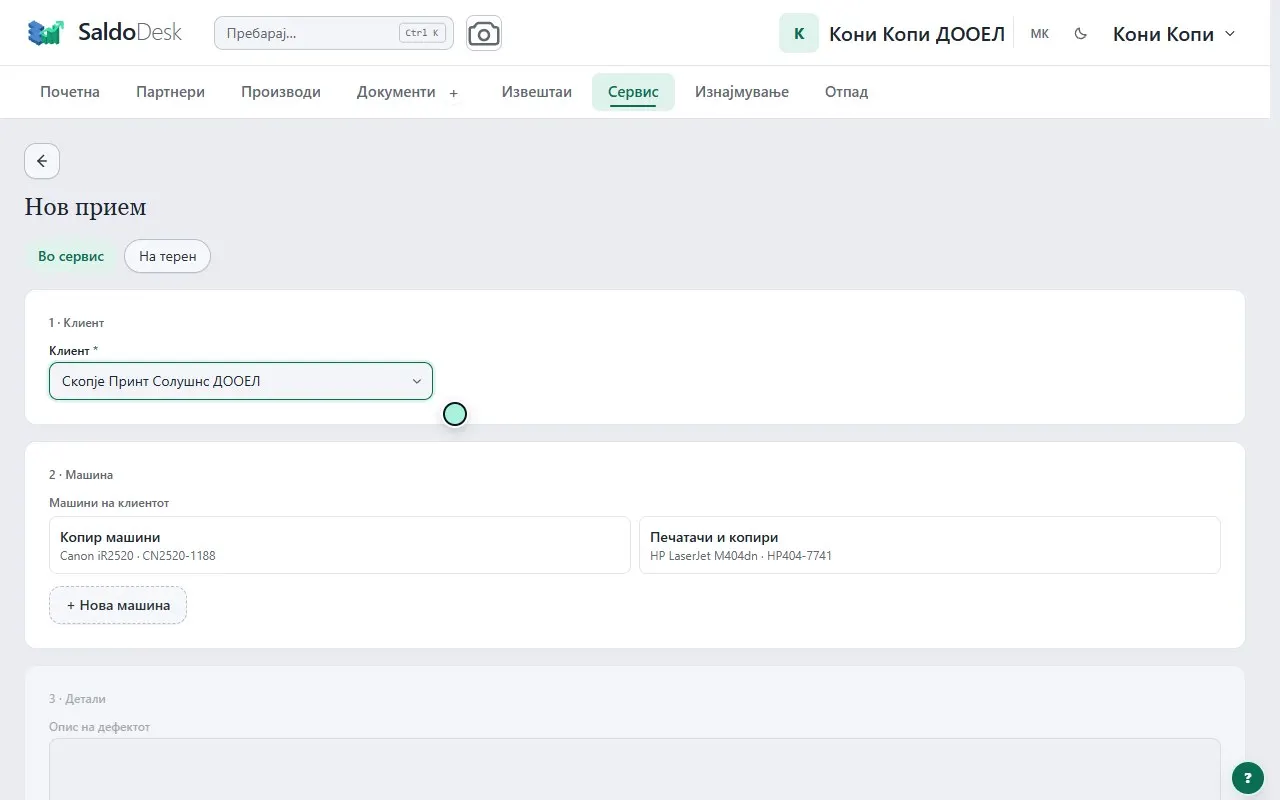 SaldoDesk
Пребарај...
Ctrl K
К
Кони Копи ДООЕЛ
МК
Кони Копи
Почетна
Партнери
Производи
Документи +
Извештаи
Сервис
Изнајмување
Отпад
Нов прием
Во сервис
На терен
1 · Клиент
Клиент *
Скопје Принт Солушнс ДООЕЛ
2 · Машина
Машини на клиентот
Копир машини
Canon iR2520 · CN2520-1188
Печатачи и копири
HP LaserJet M404dn · HP404-7741
+ Нова машина
3 · Детали
Опис на дефектот
?